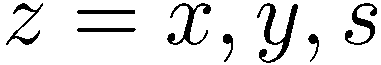 z = x, y, s